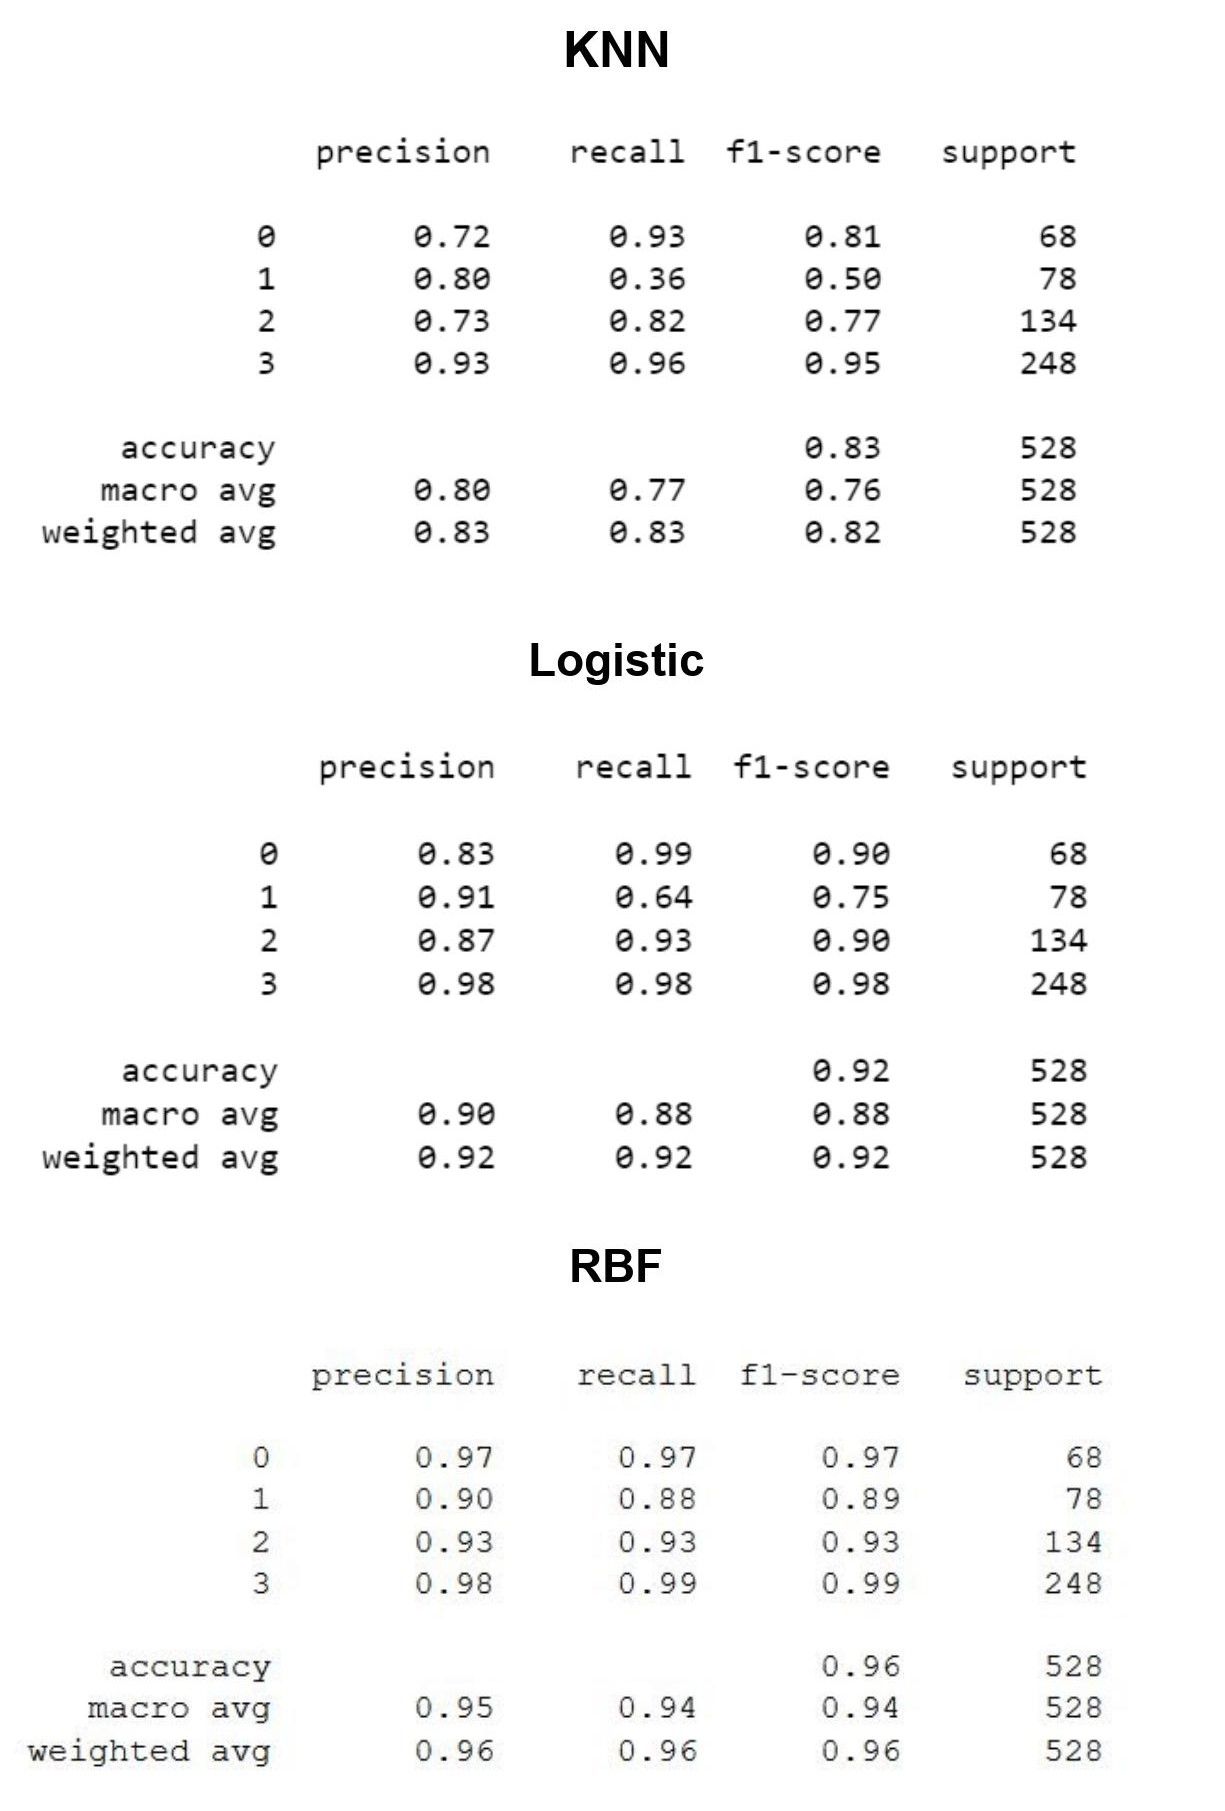 KNN
precision recall f1-score support
0 0.72 0.93 0.81 68
1 0.80 0.36 0.50 78
2 0.73 0.82 0.77 134
3 0.93 0.96 0.95 248
accuracy 0.83 528
macro avg 0.80 0.77 0.76 528
weighted avg 0.83 0.83 0.82 528
Logistic
precision recall f1-score support
0 0.83 0.99 0.90 68
1 0.91 0.64 0.75 78
2 0.87 0.93 0.90 134
3 0.98 0.98 0.98 248
accuracy 0.92 528
macro avg 0.90 0.88 0.88 528
weighted avg 0.92 0.92 0.92 528
RBF
precision recall f1-score support
0 0.97 0.97 0.97 68
1 0.90 0.88 0.89 78
2 0.93 0.93 0.93 134
3 0.98 0.99 0.99 248
accuracy 0.96 528
macro avg 0.95 0.94 0.94 528
weighted avg 0.96 0.96 0.96 528